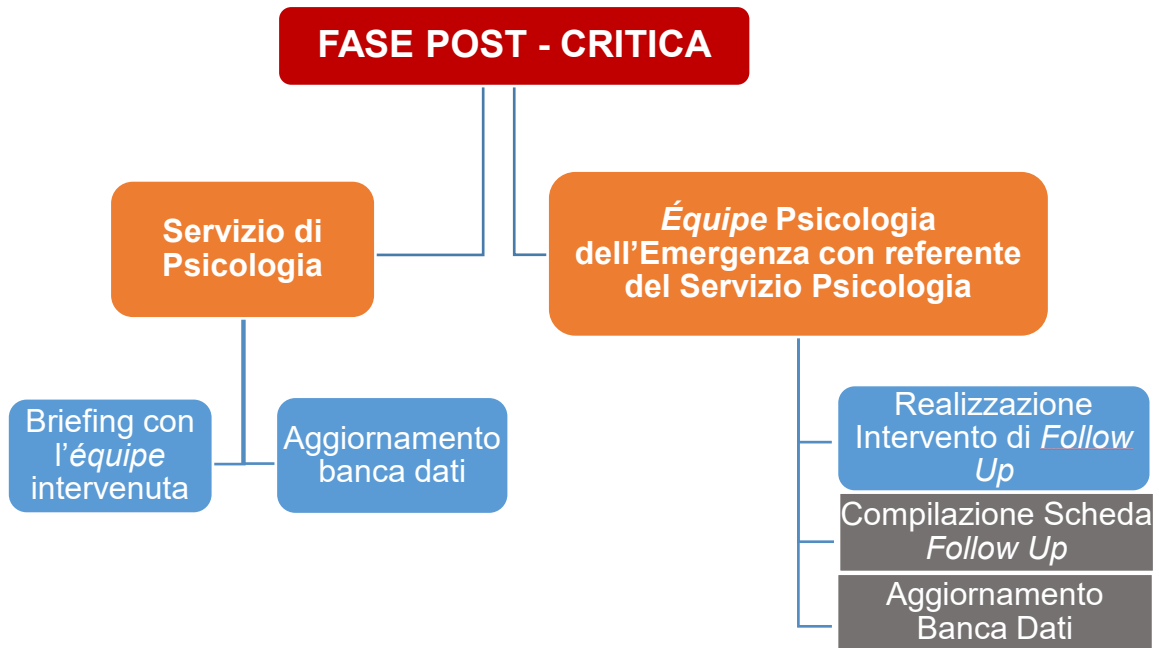 FASE POST - CRITICA
Servizio di
Psicologia
Équipe Psicologia
dell’Emergenza con referente
del Servizio Psicologia
Briefing con
l’équipe
intervenuta
Aggiornamento
banca dati
Realizzazione
Intervento di Follow
Up
Compilazione Scheda
Follow Up
Aggiornamento
Banca Dati